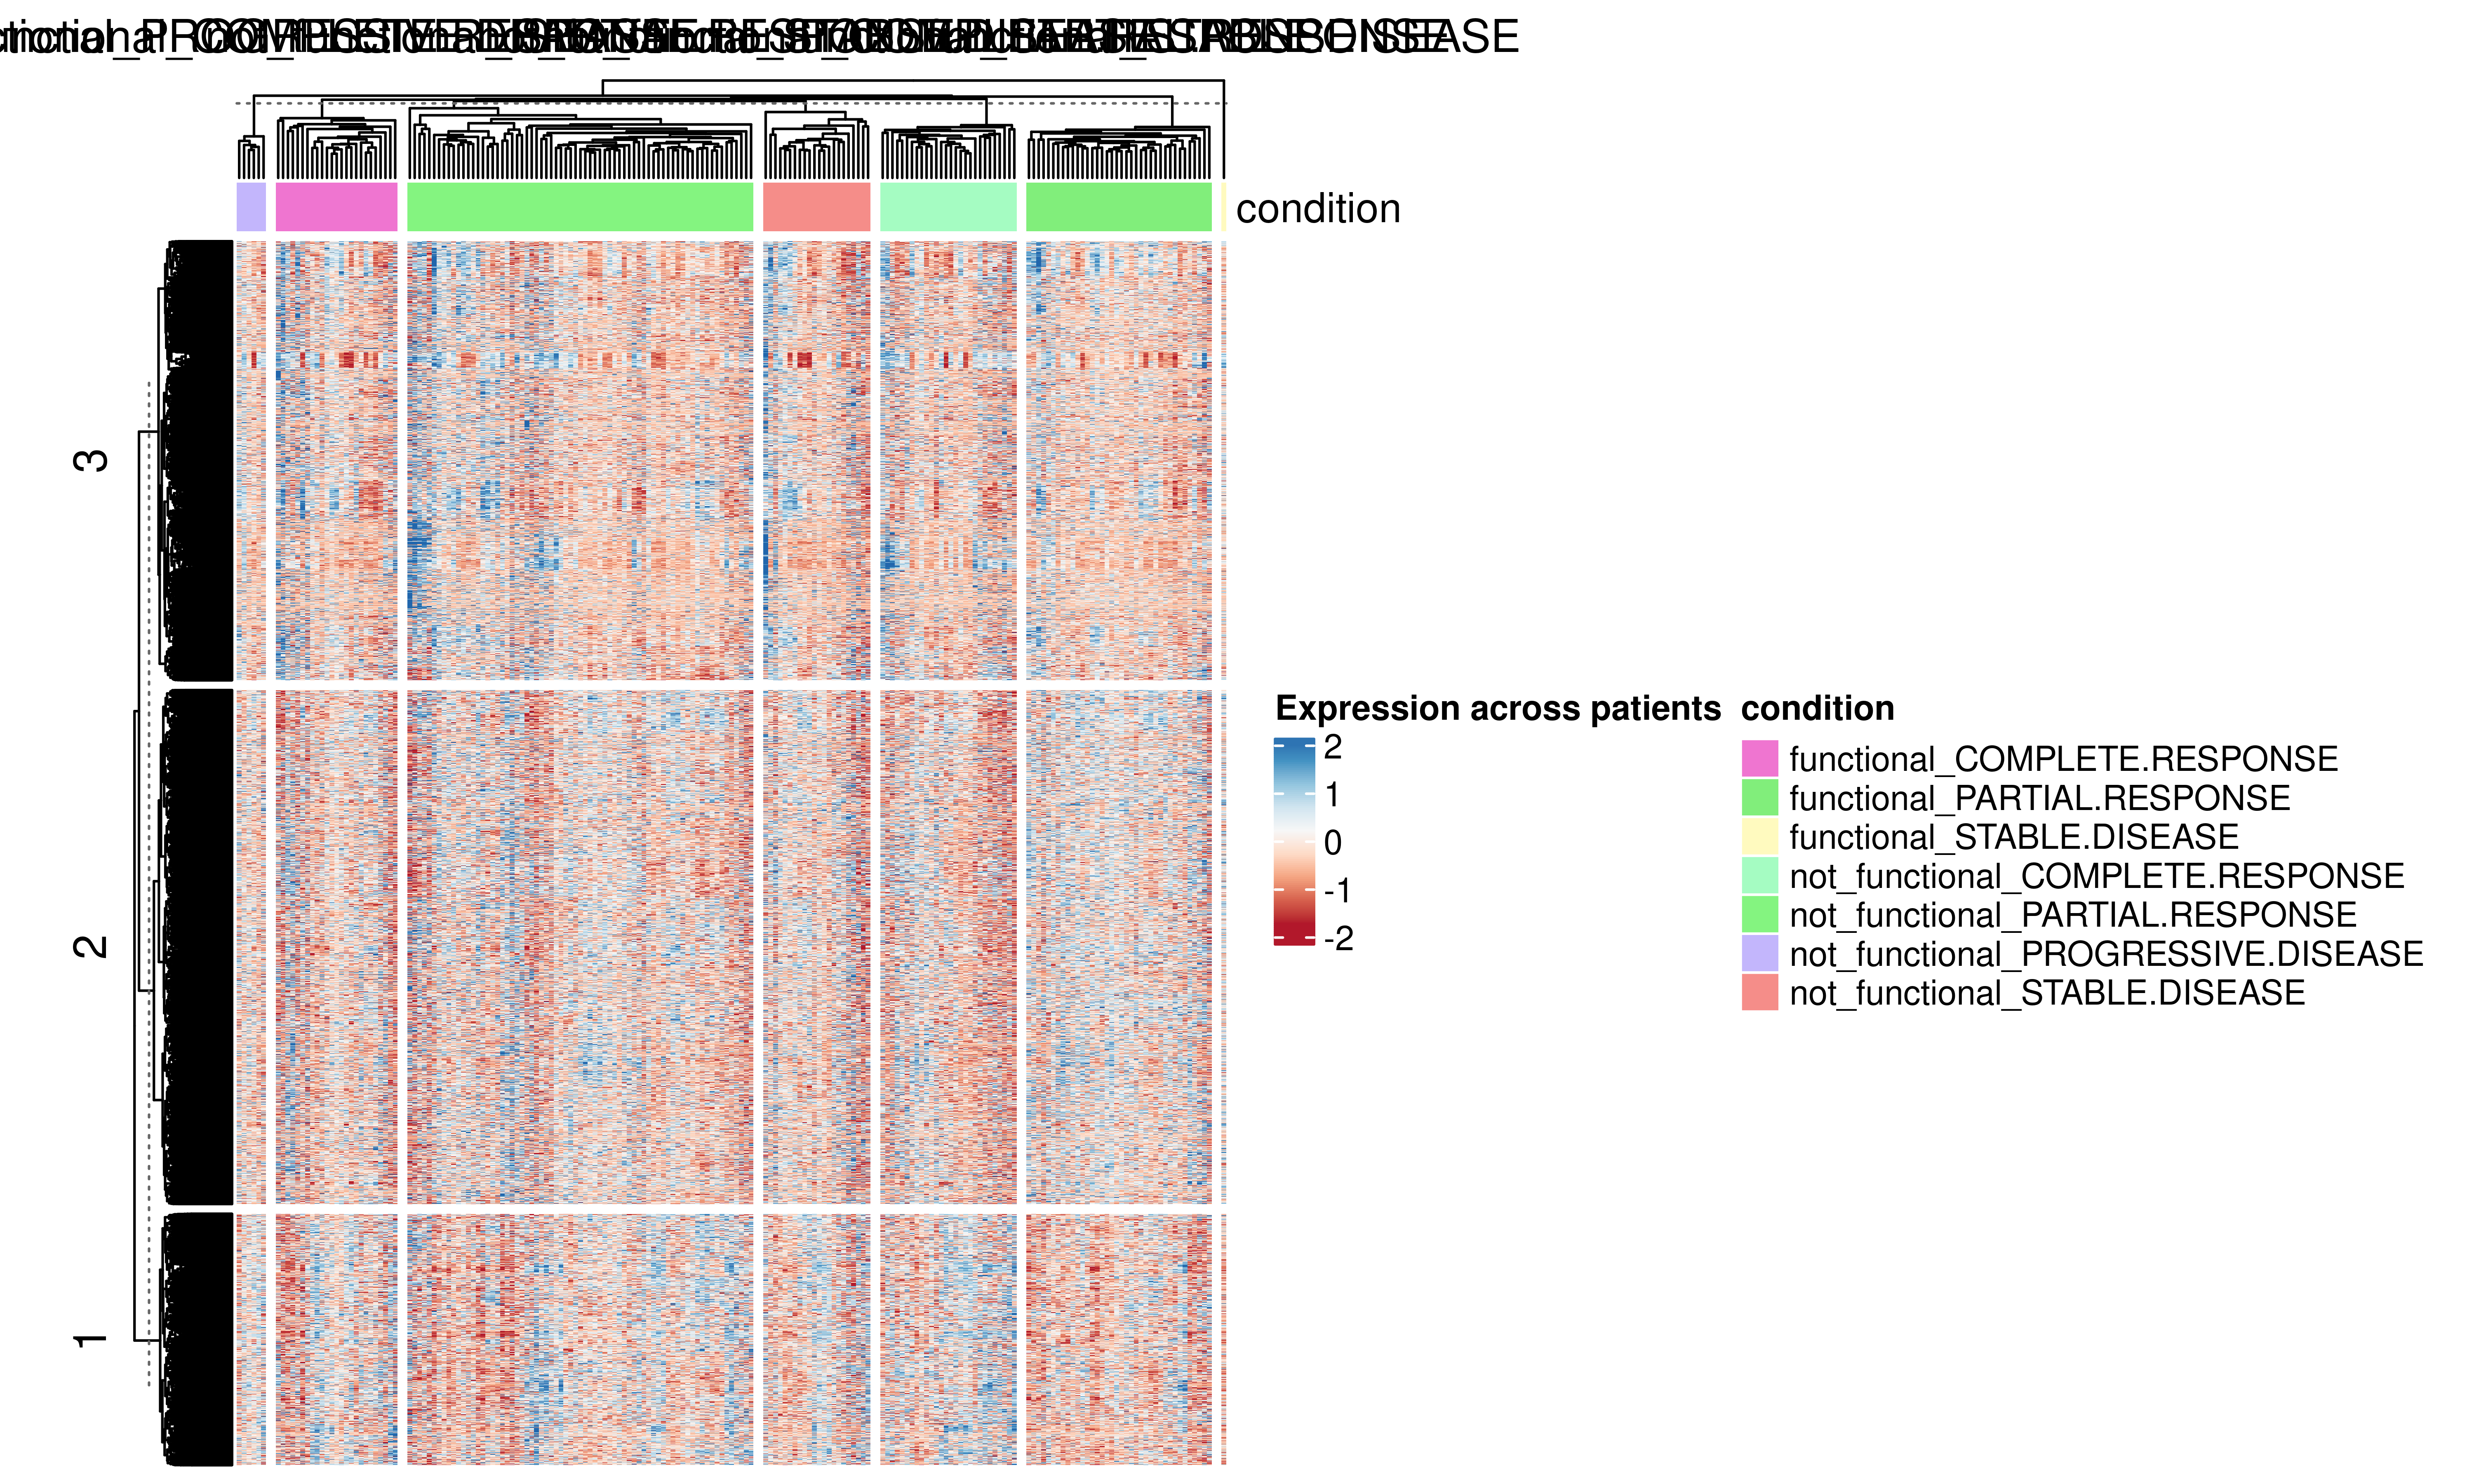 condition
3
2
1
Expression across patients
2
1
0
-1
-2
condition
functional_COMPLETE.RESPONSE
functional_PARTIAL.RESPONSE
functional_STABLE.DISEASE
not_functional_COMPLETE.RESPONSE
not_functional_PARTIAL.RESPONSE
not_functional_PROGRESSIVE.DISEASE
not_functional_STABLE.DISEASE